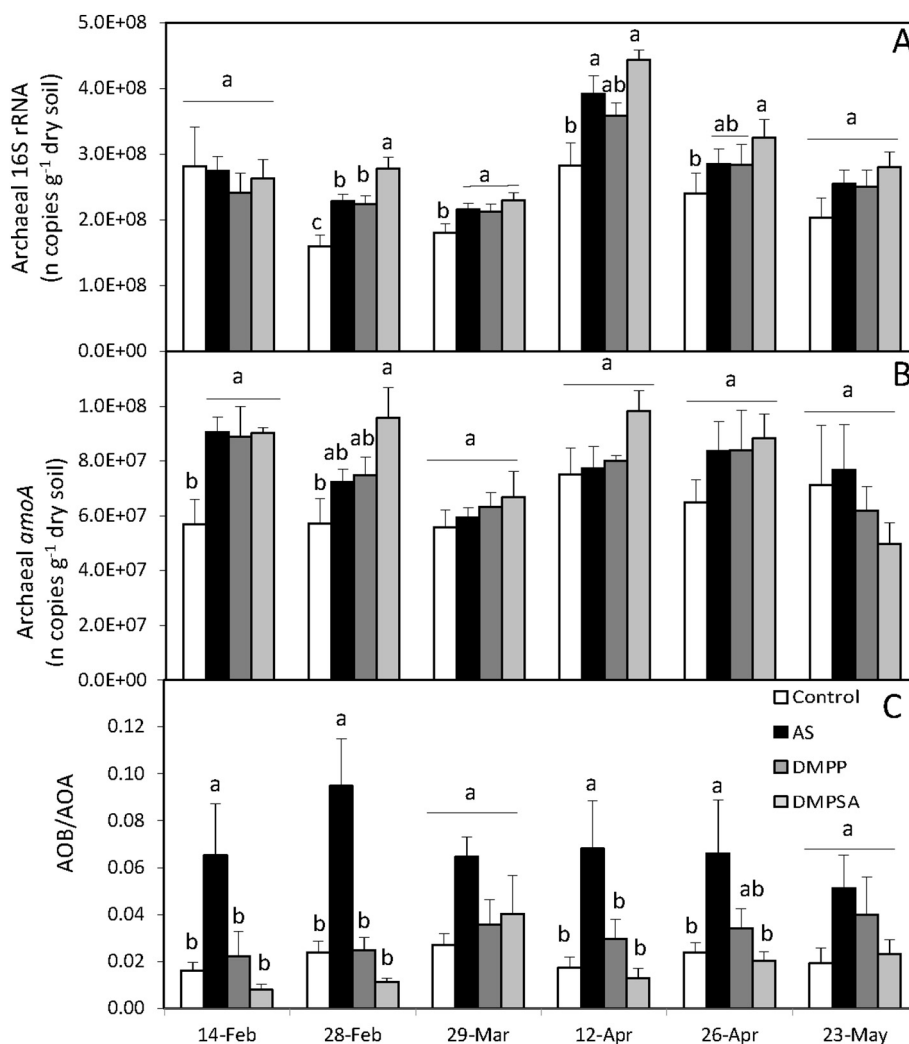 A
Archaeal 16S rRNA
(n copies g⁻¹ dry soil)
5.0E+08
4.0E+08
3.0E+08
2.0E+08
1.0E+08
0.0E+00
a
c b b a
b a
b a ab a
b ab a
a
B
Archaeal amoA
(n copies g⁻¹ dry soil)
1.0E+08
8.0E+07
6.0E+07
4.0E+07
2.0E+07
0.0E+00
b a
b ab ab a
a
a
a
a
C
AOB/AOA
0.12
0.10
0.08
0.06
0.04
0.02
0.00
Control
AS
DMPP
DMPSA
b a b b
b a b b
a
b a b b
b a ab b
a
14-Feb 28-Feb 29-Mar 12-Apr 26-Apr 23-May